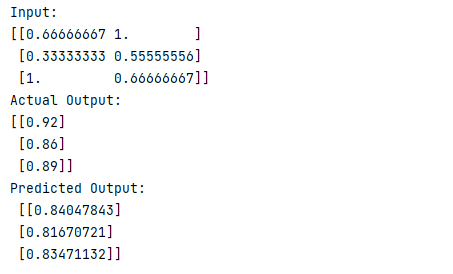 Input:
[[0.66666667 1.        ]
 [0.33333333 0.55555556]
 [1.         0.66666667]]
Actual Output:
[[0.92]
 [0.86]
 [0.89]]
Predicted Output:
 [[0.84047843]
 [0.81670721]
 [0.83471132]]